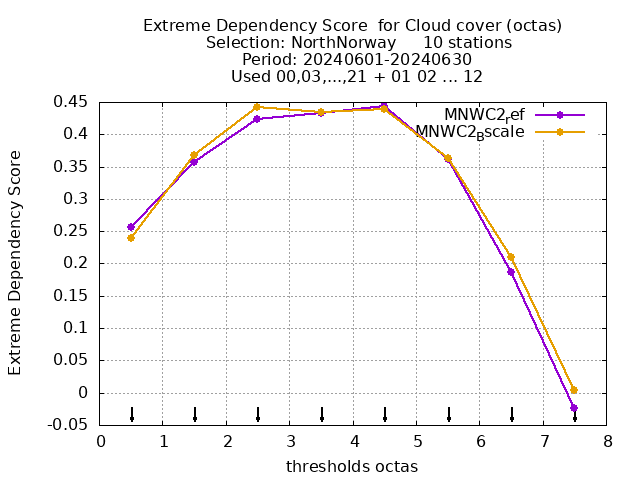 Extreme Dependency Score  for Cloud cover (octas)
Selection: NorthNorway     10 stations
Period: 20240601-20240630
Used 00,03,...,21 + 01 02 ... 12
MNWC2ref
MNWC2Bscale
Extreme Dependency Score
0.45
0.4
0.35
0.3
0.25
0.2
0.15
0.1
0.05
0
-0.05
0 1 2 3 4 5 6 7 8
thresholds octas